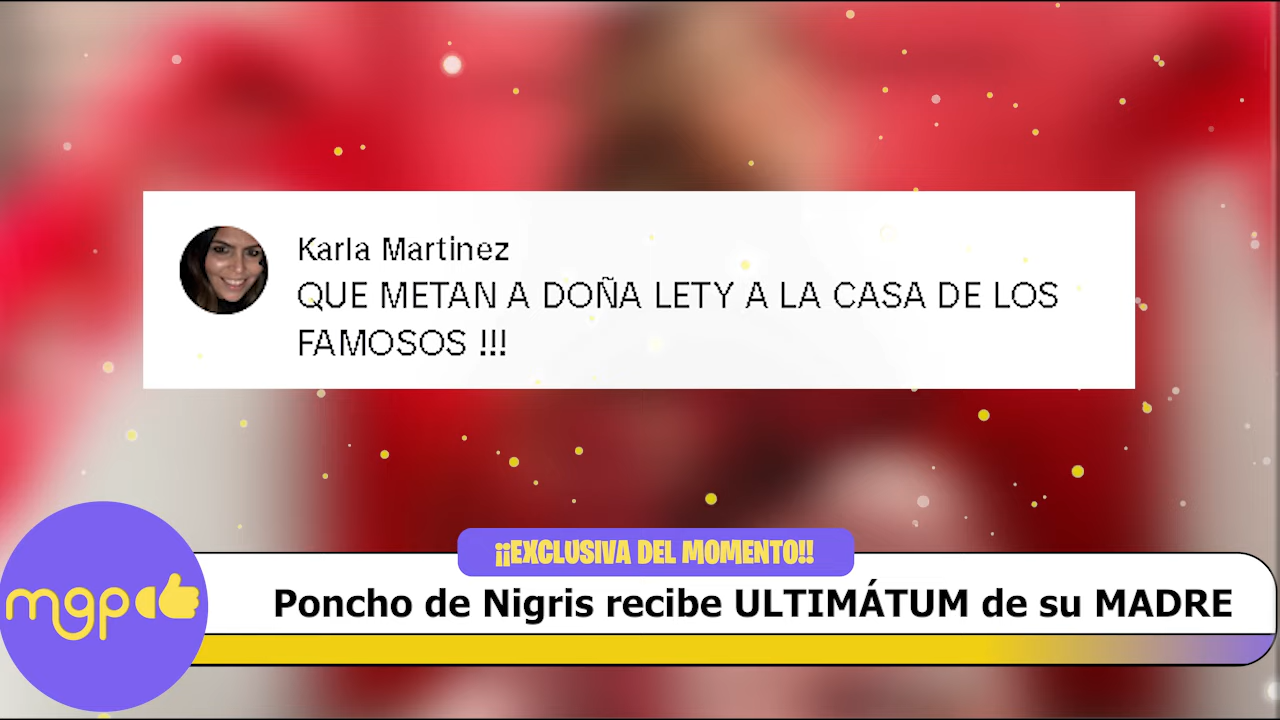 Karla Martinez
QUE METAN A DOÑA LETY A LA CASA DE LOS
FAMOSOS !!!
¡¡EXCLUSIVA DEL MOMENTO!!
mgp
Poncho de Nigris recibe ULTIMÁTUM de su MADRE